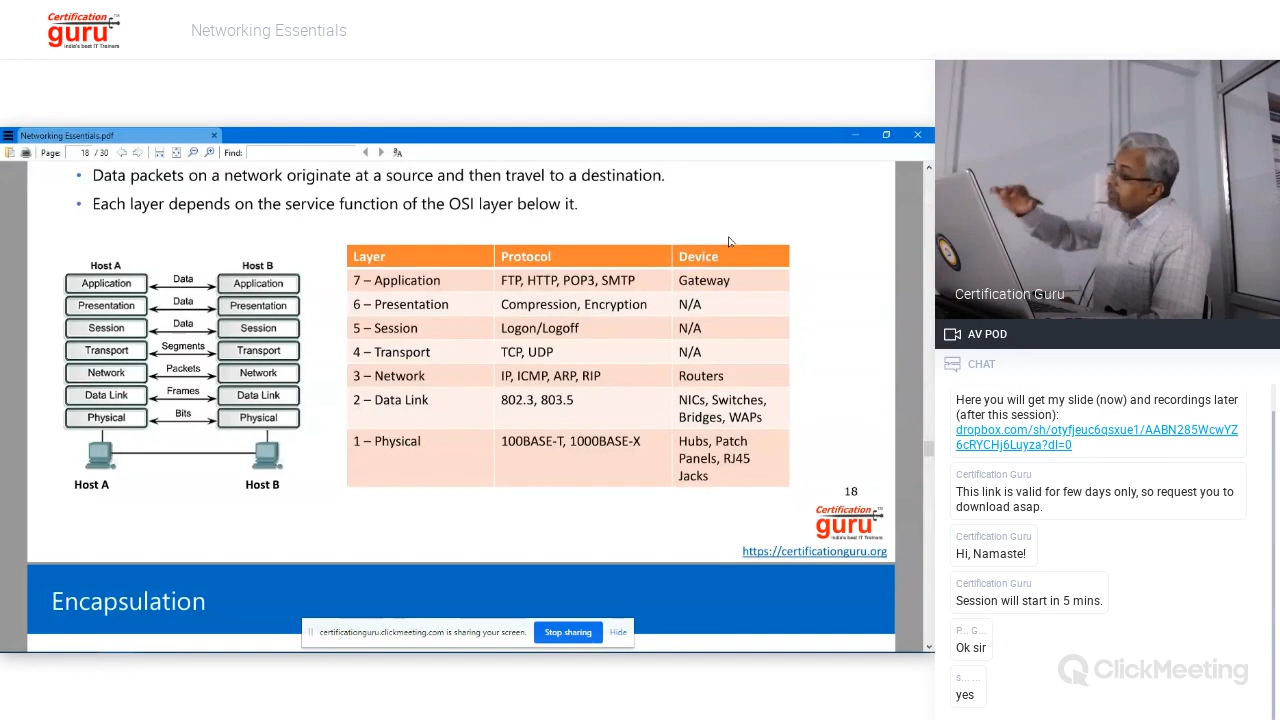 Certification
guru
India's best IT Trainers
TM
Networking Essentials
Networking Essentials.pdf
Page: 18 / 30 Find:
• Data packets on a network originate at a source and then travel to a destination.
• Each layer depends on the service function of the OSI layer below it.
Host A Host B
Application Data Application
Presentation Data Presentation
Session Data Session
Transport Segments Transport
Network Packets Network
Data Link Frames Data Link
Physical Bits Physical
Host A Host B
Layer Protocol Device
7 – Application FTP, HTTP, POP3, SMTP Gateway
6 – Presentation Compression, Encryption N/A
5 – Session Logon/Logoff N/A
4 – Transport TCP, UDP N/A
3 – Network IP, ICMP, ARP, RIP Routers
2 – Data Link 802.3, 803.5 NICs, Switches,
Bridges, WAPs
1 – Physical 100BASE-T, 1000BASE-X Hubs, Patch
Panels, RJ45
Jacks
18
Certification
guru
India's best IT Trainers
https://certificationguru.org
Encapsulation
certificationguru.clickmeeting.com is sharing your screen. Stop sharing Hide
Certification Guru
AV POD
CHAT
Here you will get my slide (now) and recordings later
(after this session):
dropbox.com/sh/otyfjeuc6qsxue1/AABN285WcwYZ
6cRYCHj6Luyza?dl=0
Certification Guru
This link is valid for few days only, so request you to
download asap.
Certification Guru
Hi, Namaste!
Certification Guru
Session will start in 5 mins.
P... G...
Ok sir
s... ...
yes
ClickMeeting